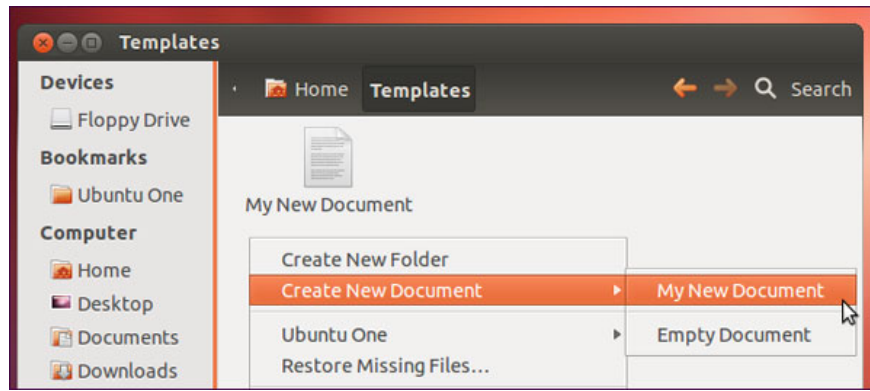 Templates
Devices
Floppy Drive
Bookmarks
Ubuntu One
Computer
Home
Desktop
Documents
Downloads
Home Templates Search
My New Document
Create New Folder
Create New Document
Ubuntu One
Restore Missing Files...
My New Document
Empty Document